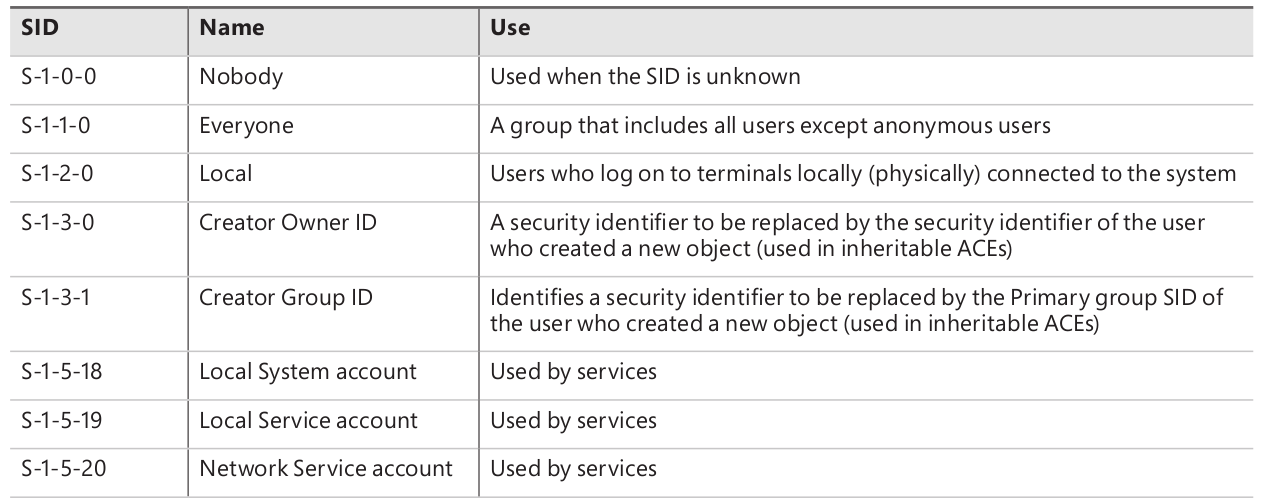 SID Name Use
S-1-0-0 Nobody Used when the SID is unknown
S-1-1-0 Everyone A group that includes all users except anonymous users
S-1-2-0 Local Users who log on to terminals locally (physically) connected to the system
S-1-3-0 Creator Owner ID A security identifier to be replaced by the security identifier of the user
who created a new object (used in inheritable ACEs)
S-1-3-1 Creator Group ID Identifies a security identifier to be replaced by the Primary group SID of
the user who created a new object (used in inheritable ACEs)
S-1-5-18 Local System account Used by services
S-1-5-19 Local Service account Used by services
S-1-5-20 Network Service account Used by services